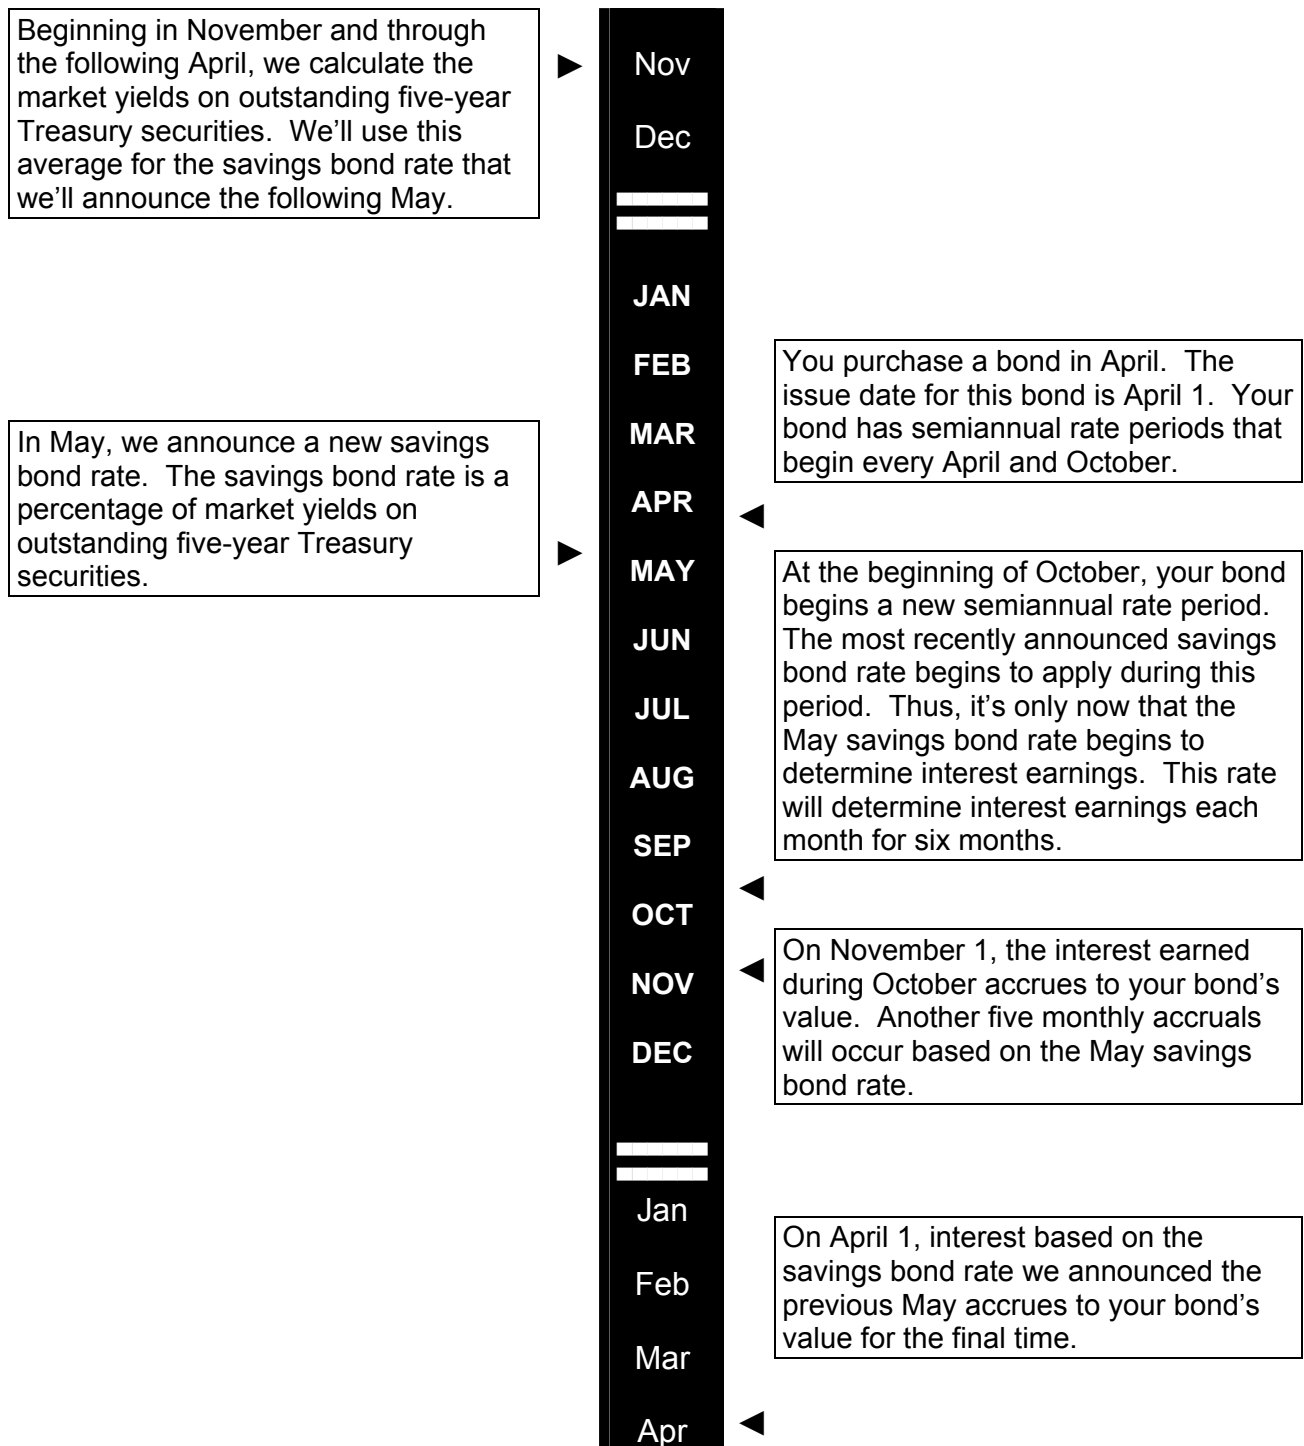 Beginning in November and through
the following April, we calculate the
market yields on outstanding five-year
Treasury securities.  We’ll use this
average for the savings bond rate that
we’ll announce the following May.
►
Nov
Dec
JAN
FEB
MAR
APR
MAY
JUN
JUL
AUG
SEP
OCT
NOV
DEC
Jan
Feb
Mar
Apr
In May, we announce a new savings
bond rate.  The savings bond rate is a
percentage of market yields on
outstanding five-year Treasury
securities.
►
You purchase a bond in April.  The
issue date for this bond is April 1.  Your
bond has semiannual rate periods that
begin every April and October.
◄
At the beginning of October, your bond
begins a new semiannual rate period.
The most recently announced savings
bond rate begins to apply during this
period.  Thus, it’s only now that the
May savings bond rate begins to
determine interest earnings.  This rate
will determine interest earnings each
month for six months.
◄
On November 1, the interest earned
during October accrues to your bond’s
value.  Another five monthly accruals
will occur based on the May savings
bond rate.
◄
On April 1, interest based on the
savings bond rate we announced the
previous May accrues to your bond’s
value for the final time.
◄